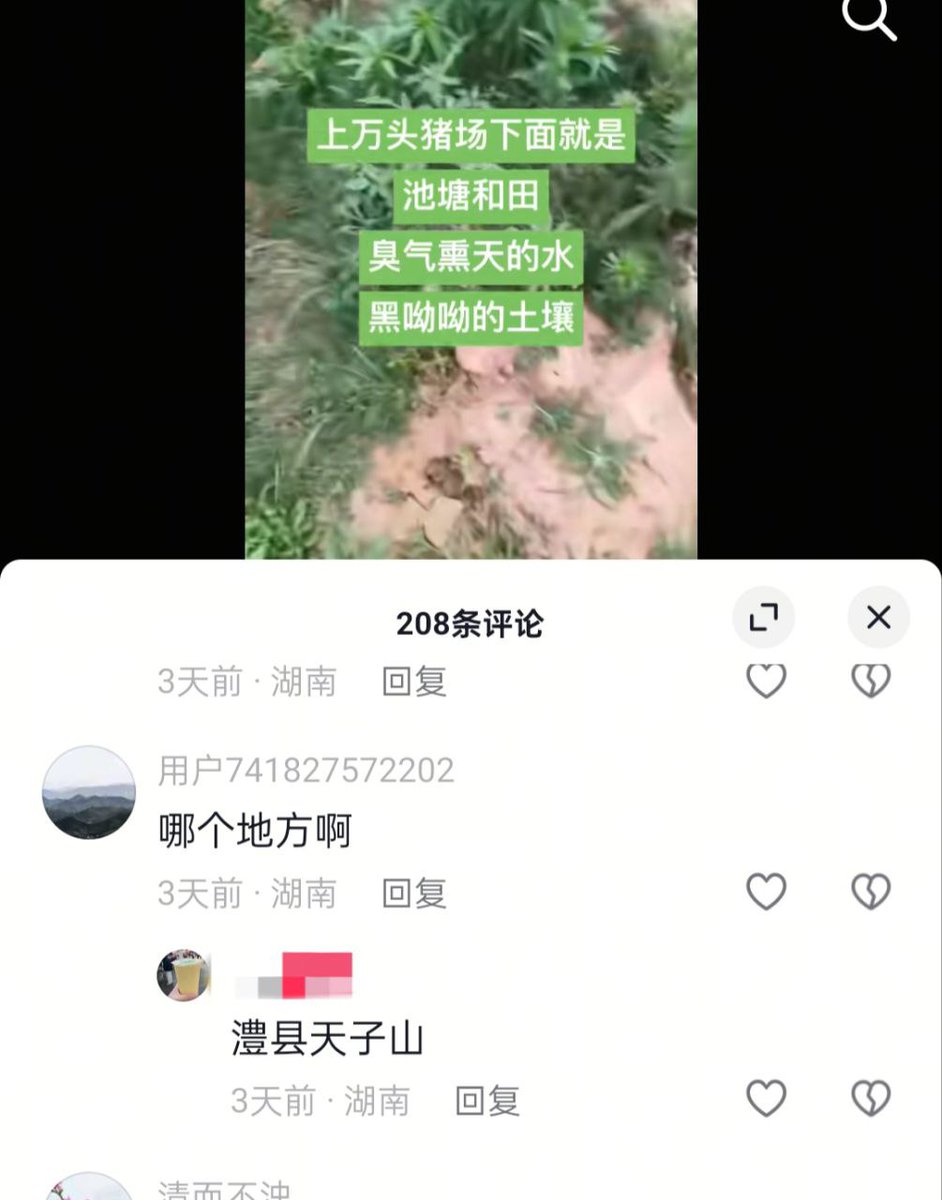 上万头猪场下面就是
池塘和田
臭气熏天的水
黑呦呦的土壤
208条评论
3天前 · 湖南 回复
用户741827572202
哪个地方啊
3天前 · 湖南 回复
澧县天子山
3天前 · 湖南 回复
清而不浊